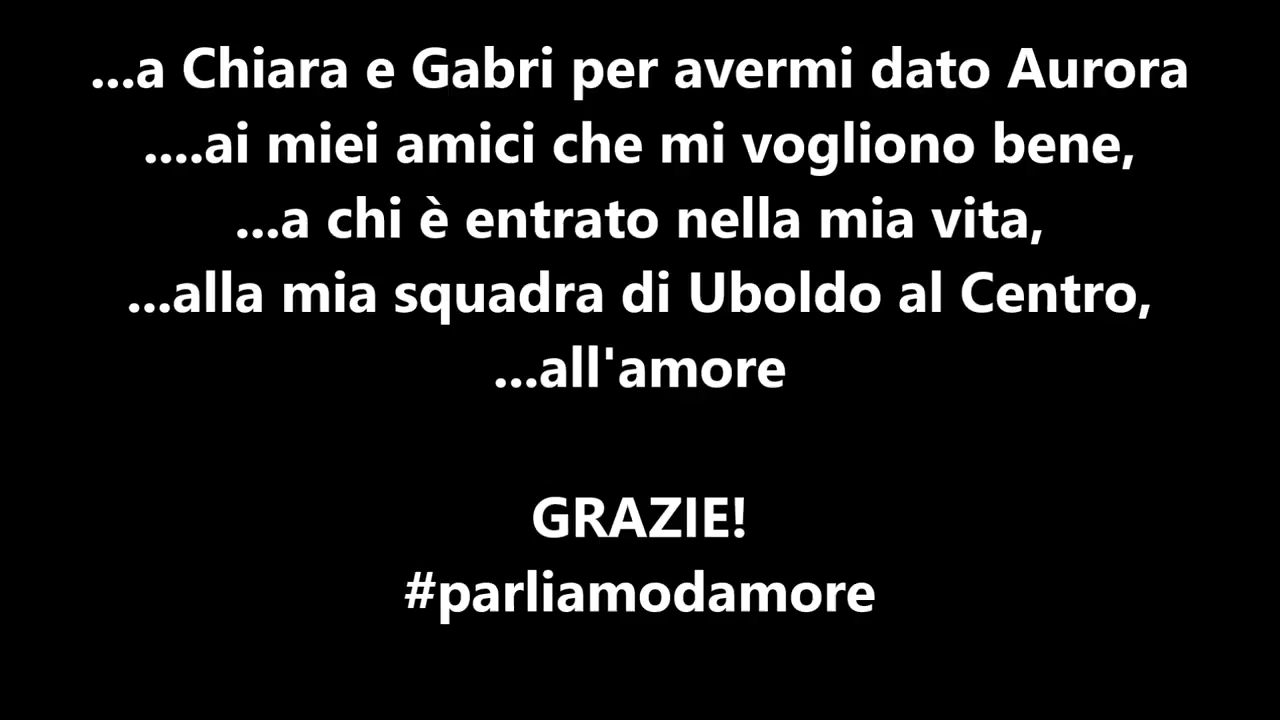 ...a Chiara e Gabri per avermi dato Aurora
....ai miei amici che mi vogliono bene,
...a chi è entrato nella mia vita,
...alla mia squadra di Uboldo al Centro,
...all'amore
GRAZIE!
#parliamodamore